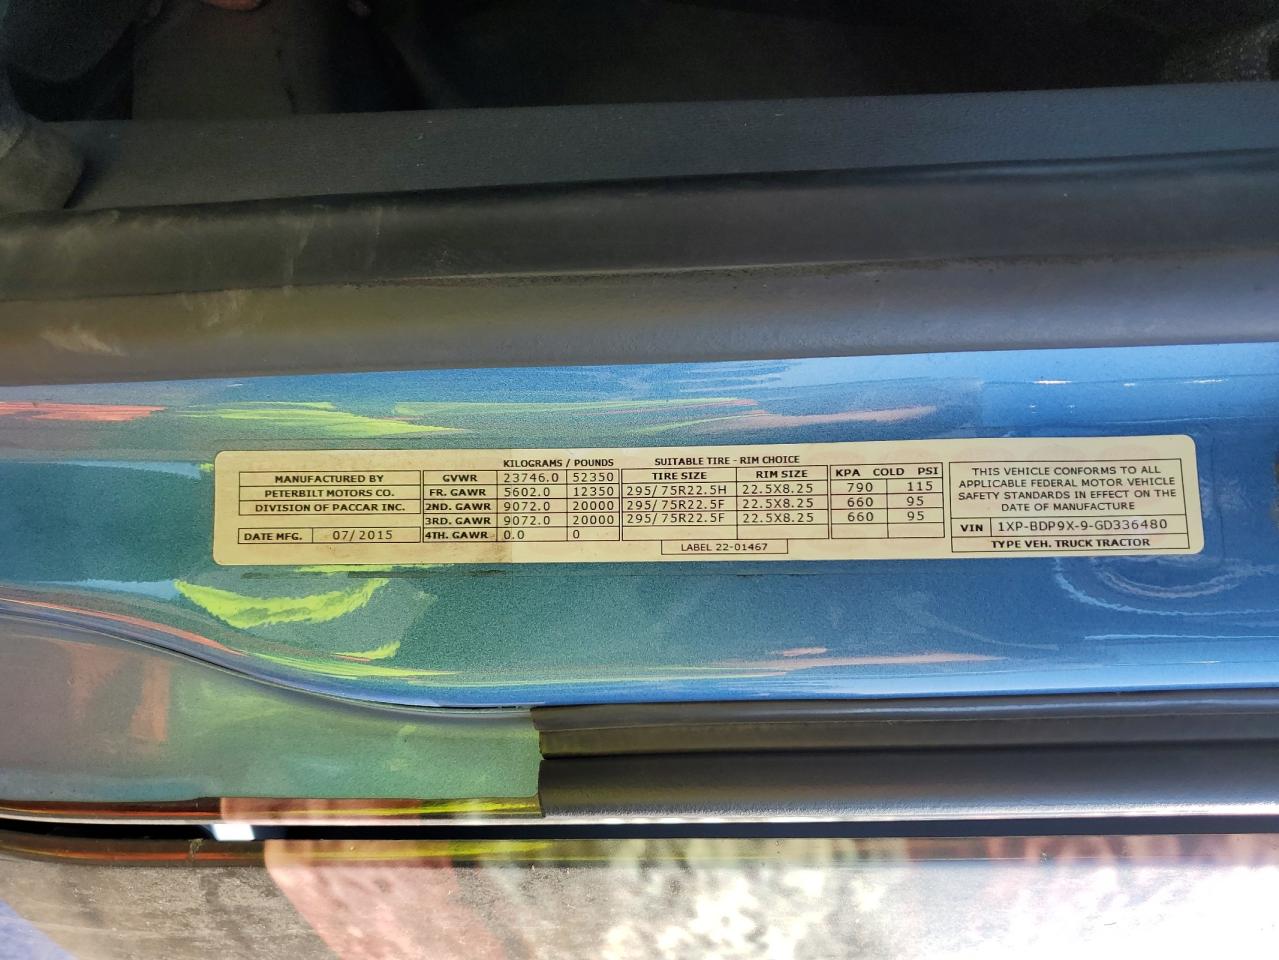 MANUFACTURED BY
PETERBILT MOTORS CO.
DIVISION OF PACCAR INC.
DATE MFG. 07/2015
KILOGRAMS / POUNDS
GVWR 23746.0 52350
FR. GAWR 5602.0 12350
2ND. GAWR 9072.0 20000
3RD. GAWR 9072.0 20000
4TH. GAWR 0.0 0
SUITABLE TIRE - RIM CHOICE
TIRE SIZE RIM SIZE KPA COLD PSI
295/75R22.5H 22.5X8.25 790 115
295/75R22.5F 22.5X8.25 660 95
295/75R22.5F 22.5X8.25 660 95
LABEL 22-01467
THIS VEHICLE CONFORMS TO ALL
APPLICABLE FEDERAL MOTOR VEHICLE
SAFETY STANDARDS IN EFFECT ON THE
DATE OF MANUFACTURE
VIN 1XP-BDP9X-9-GD336480
TYPE VEH. TRUCK TRACTOR